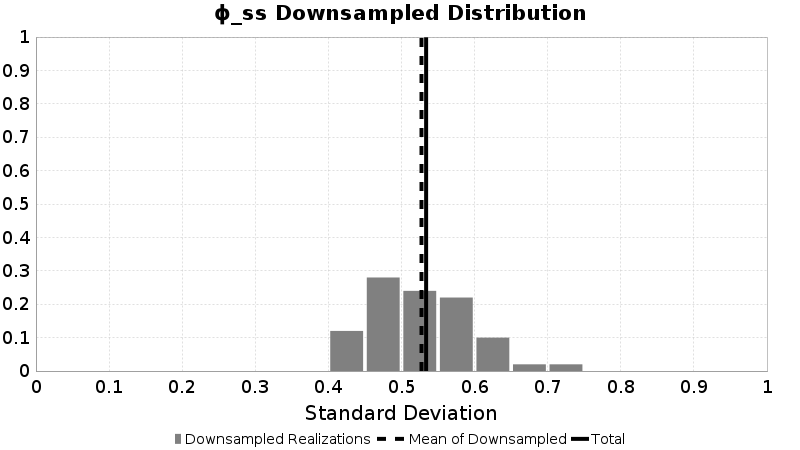 ϕ_ss Downsampled Distribution
1
0.9
0.8
0.7
0.6
0.5
0.4
0.3
0.2
0.1
0
0 0.1 0.2 0.3 0.4 0.5 0.6 0.7 0.8 0.9 1
Standard Deviation
Downsampled Realizations Mean of Downsampled Total